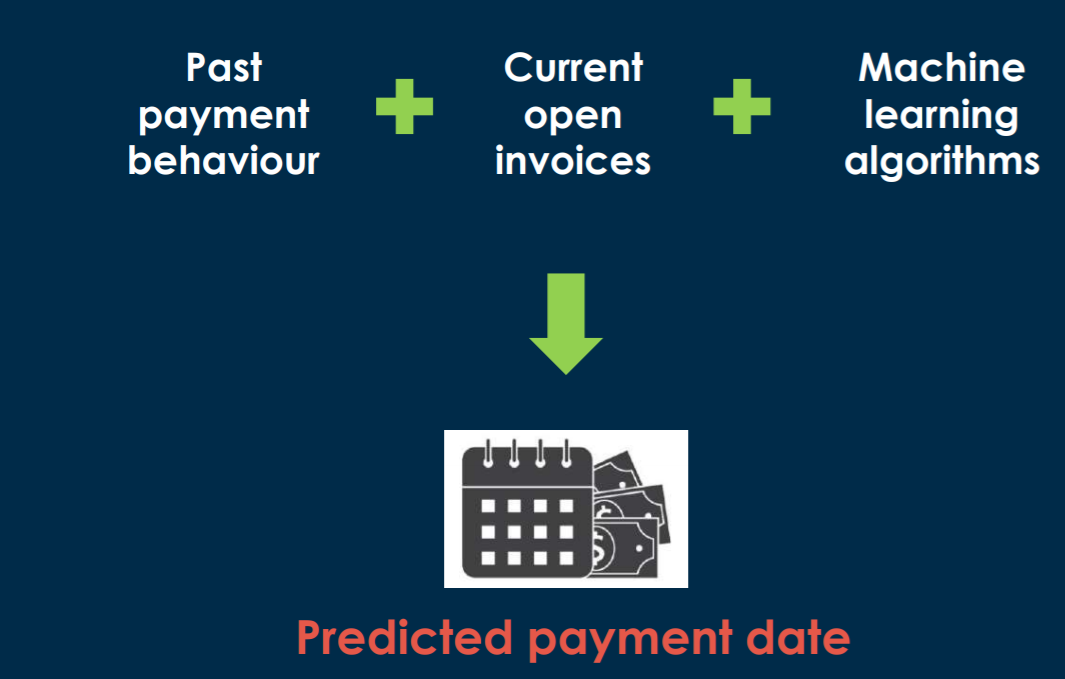 Past
payment
behaviour
Current
open
invoices
Machine
learning
algorithms
$
Predicted payment date